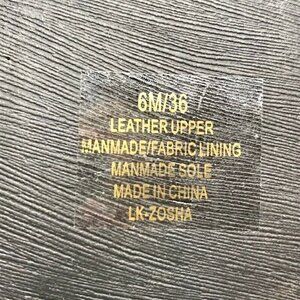 6M/36
LEATHER UPPER
MANMADE/FABRIC LINING
MANMADE SOLE
MADE IN CHINA
LK-ZOSHA